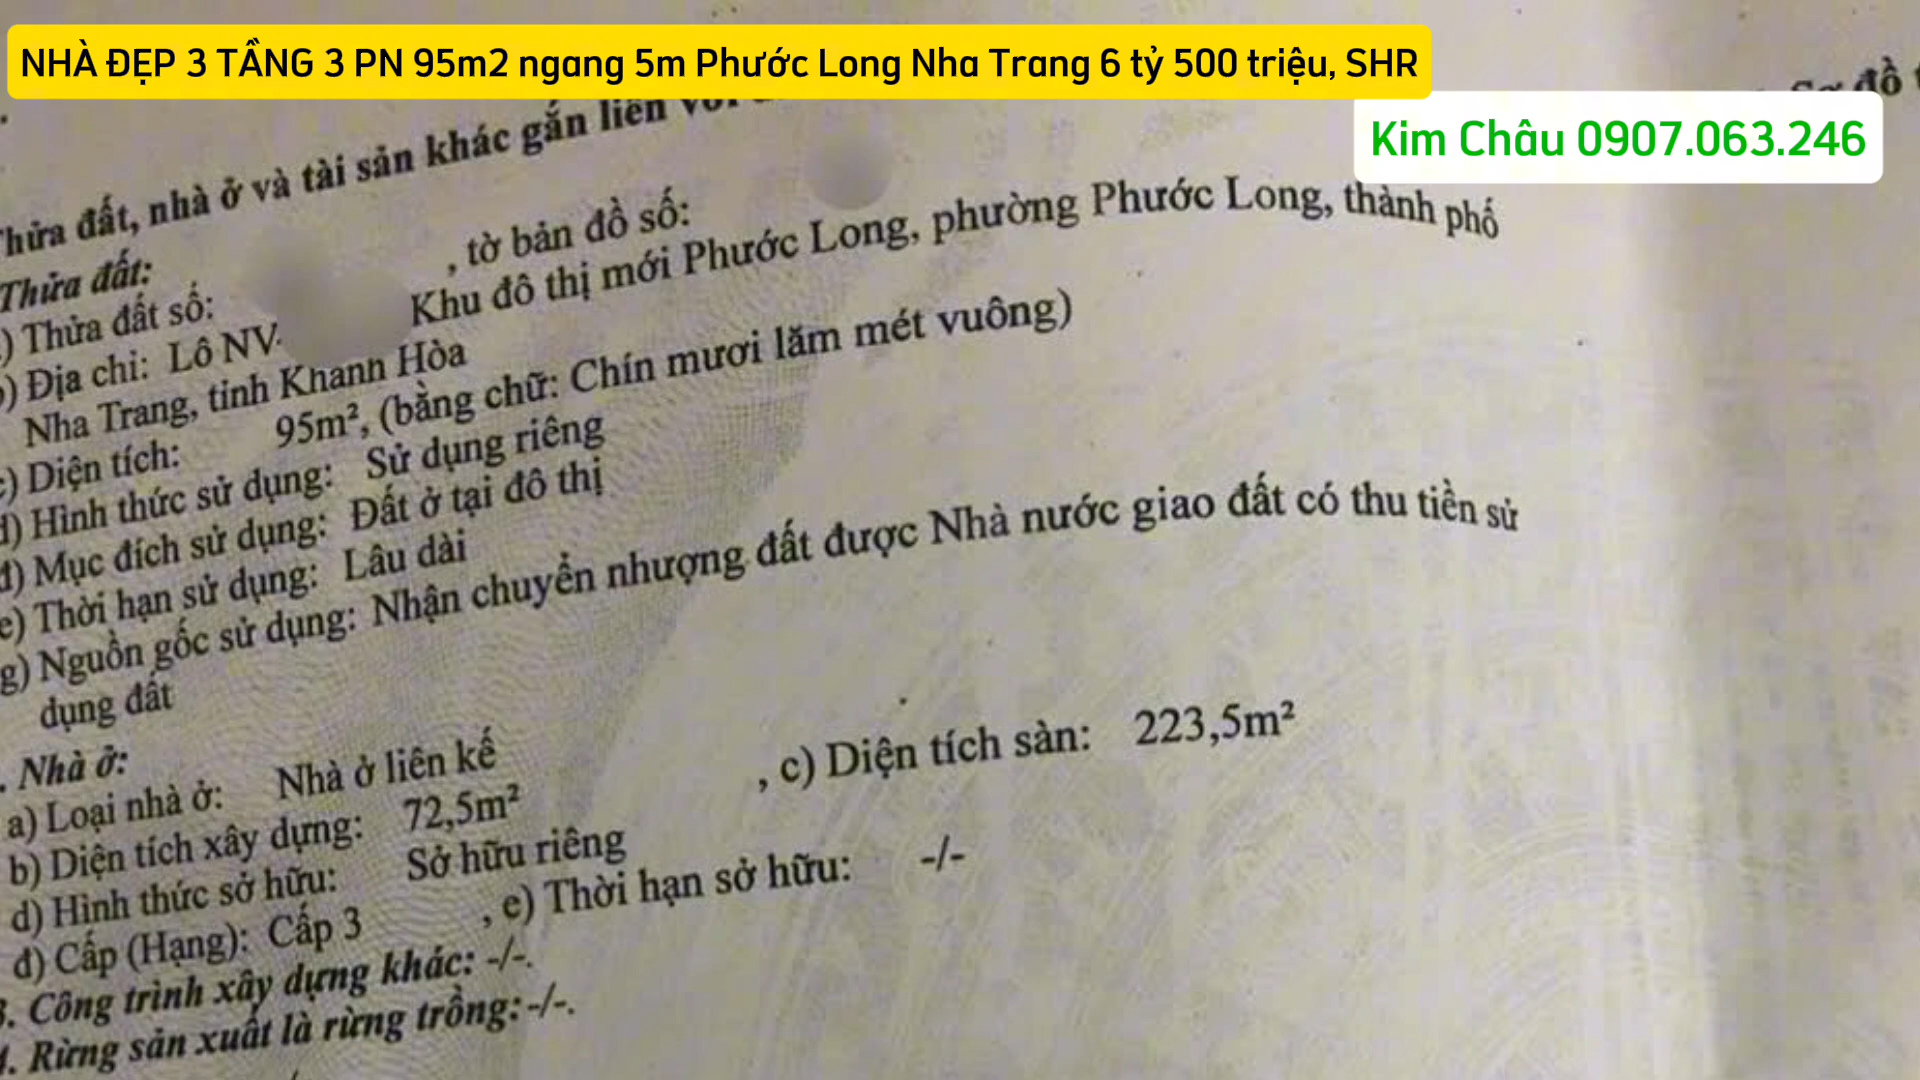 NHÀ ĐẸP 3 TẦNG 3 PN 95m2 ngang 5m Phước Long Nha Trang 6 tỷ 500 triệu, SHR
Kim Châu 0907.063.246
Sơ đồ
Thửa đất, nhà ở và tài sản khác gắn liền với
Thửa đất:
) Thửa đất số: , tờ bản đồ số:
b) Địa chỉ: Lô NV. Khu đô thị mới Phước Long, phường Phước Long, thành phố
Nha Trang, tỉnh Khánh Hòa
c) Diện tích: 95m², (bằng chữ: Chín mươi lăm mét vuông)
d) Hình thức sử dụng: Sử dụng riêng
đ) Mục đích sử dụng: Đất ở tại đô thị
e) Thời hạn sử dụng: Lâu dài
g) Nguồn gốc sử dụng: Nhận chuyển nhượng đất được Nhà nước giao đất có thu tiền sử
dụng đất
. Nhà ở:
a) Loại nhà ở: Nhà ở liên kế
b) Diện tích xây dựng: 72,5m² , c) Diện tích sàn: 223,5m²
d) Hình thức sở hữu: Sở hữu riêng
đ) Cấp (Hạng): Cấp 3 , e) Thời hạn sở hữu: -/-
3. Công trình xây dựng khác: -/-.
4. Rừng sản xuất là rừng trồng: -/-.